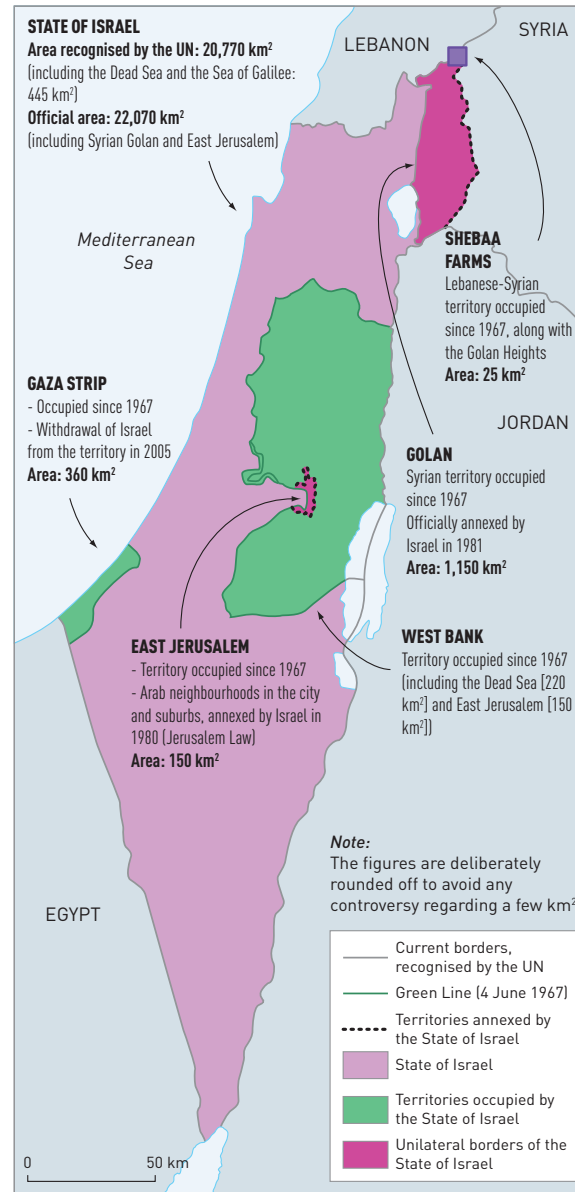 STATE OF ISRAEL
Area recognised by the UN: 20,770 km²
(including the Dead Sea and the Sea of Galilee:
445 km²)
Official area: 22,070 km²
(including Syrian Golan and East Jerusalem)
LEBANON
SYRIA
Mediterranean
Sea
SHEBAA
FARMS
Lebanese-Syrian
territory occupied
since 1967, along with
the Golan Heights
Area: 25 km²
GAZA STRIP
- Occupied since 1967
- Withdrawal of Israel
from the territory in 2005
Area: 360 km²
JORDAN
GOLAN
Syrian territory occupied
since 1967
Officially annexed by
Israel in 1981
Area: 1,150 km²
EAST JERUSALEM
- Territory occupied since 1967
- Arab neighbourhoods in the city
and suburbs, annexed by Israel in
1980 (Jerusalem Law)
Area: 150 km²
WEST BANK
Territory occupied since 1967
(including the Dead Sea [220
km²] and East Jerusalem [150
km²])
EGYPT
Note:
The figures are deliberately
rounded off to avoid any
controversy regarding a few km²
Current borders,
recognised by the UN
Green Line (4 June 1967)
Territories annexed by
the State of Israel
State of Israel
Territories occupied by
the State of Israel
Unilateral borders of the
State of Israel
0 50 km